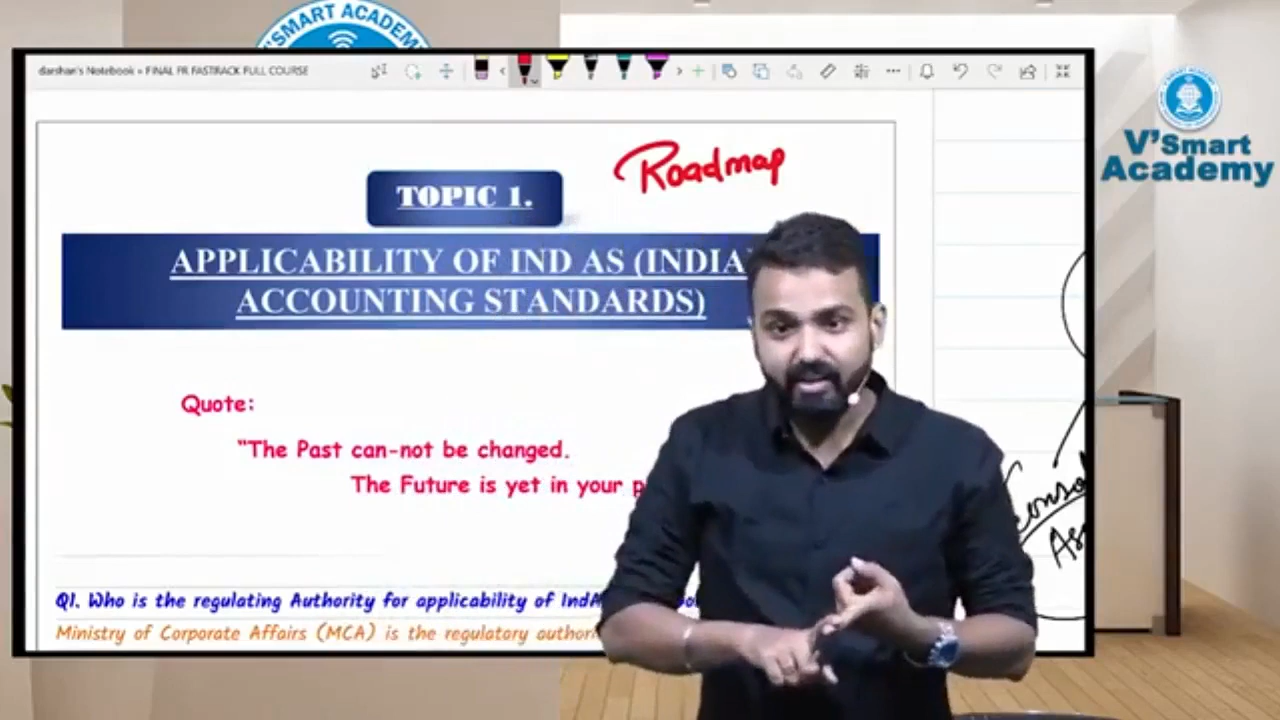 V'SMART ACADEMY
darshan's Notebook » FINAL FR FASTRACK FULL COURSE
Roadmap
TOPIC 1.
APPLICABILITY OF IND AS (INDIA
ACCOUNTING STANDARDS)
Quote:
"The Past can-not be changed.
The Future is yet in your p
Q1. Who is the regulating Authority for applicability of IndA
Ministry of Corporate Affairs (MCA) is the regulatory authori
V'Smart
Academy